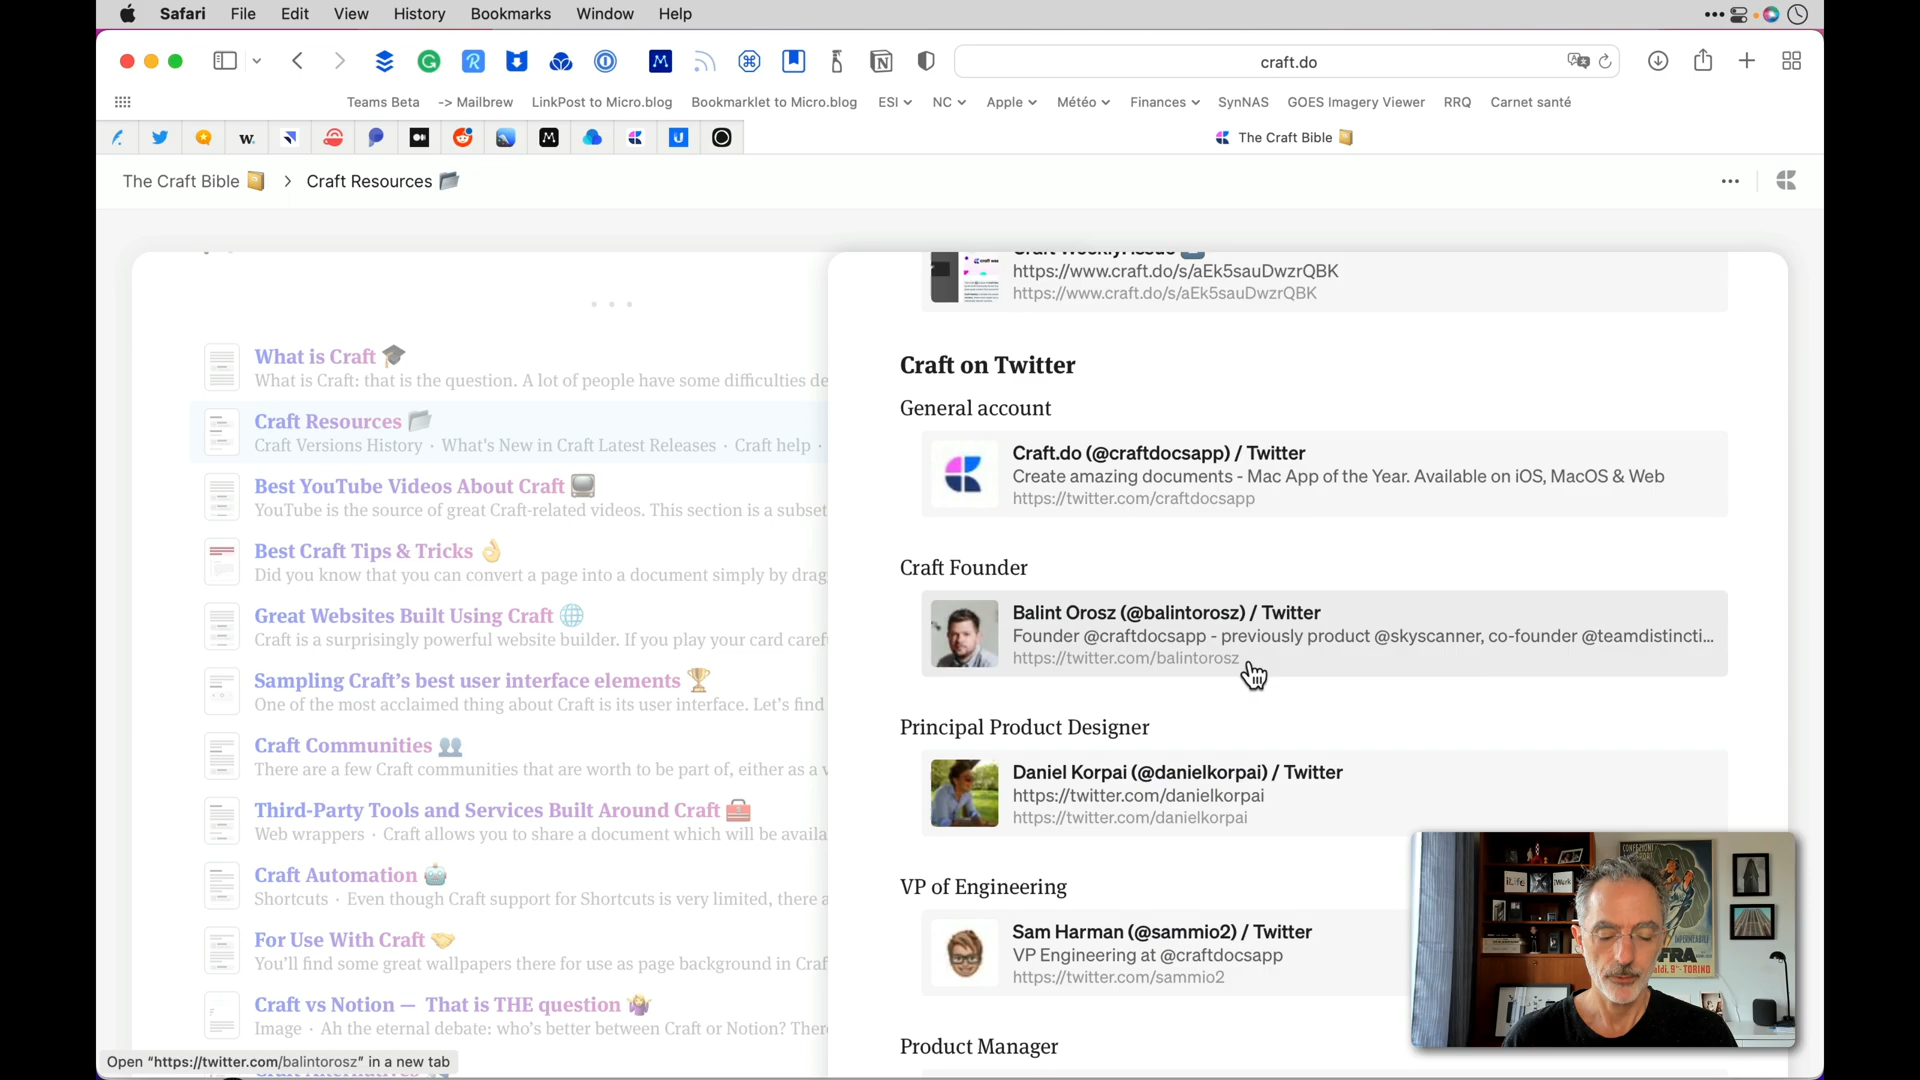 Safari File Edit View History Bookmarks Window Help
craft.do
Teams Beta -> Mailbrew LinkPost to Micro.blog Bookmarklet to Micro.blog ESI NC Apple Météo Finances SynNAS GOES Imagery Viewer RRQ Carnet santé
The Craft Bible
The Craft Bible > Craft Resources
What is Craft
What is Craft: that is the question. A lot of people have some difficulties de
Craft Resources
Craft Versions History · What's New in Craft Latest Releases · Craft help ·
Best YouTube Videos About Craft
YouTube is the source of great Craft-related videos. This section is a subset
Best Craft Tips & Tricks
Did you know that you can convert a page into a document simply by drag
Great Websites Built Using Craft
Craft is a surprisingly powerful website builder. If you play your card caref
Sampling Craft’s best user interface elements
One of the most acclaimed thing about Craft is its user interface. Let’s find
Craft Communities
There are a few Craft communities that are worth to be part of, either as a v
Third-Party Tools and Services Built Around Craft
Web wrappers · Craft allows you to share a document which will be availa
Craft Automation
Shortcuts · Even though Craft support for Shortcuts is very limited, there a
For Use With Craft
You’ll find some great wallpapers there for use as page background in Craf
Craft vs Notion — That is THE question
Image · Ah the eternal debate: who’s better between Craft or Notion? Ther
Open “https://twitter.com/balintorosz” in a new tab
https://www.craft.do/s/aEk5sauDwzrQBK
https://www.craft.do/s/aEk5sauDwzrQBK
Craft on Twitter
General account
Craft.do (@craftdocsapp) / Twitter
Create amazing documents - Mac App of the Year. Available on iOS, MacOS & Web
https://twitter.com/craftdocsapp
Craft Founder
Balint Orosz (@balintorosz) / Twitter
Founder @craftdocsapp - previously product @skyscanner, co-founder @teamdistincti...
https://twitter.com/balintorosz
Principal Product Designer
Daniel Korpai (@danielkorpai) / Twitter
https://twitter.com/danielkorpai
https://twitter.com/danielkorpai
VP of Engineering
Sam Harman (@sammio2) / Twitter
VP Engineering at @craftdocsapp
https://twitter.com/sammio2
Product Manager
iLife
iWork